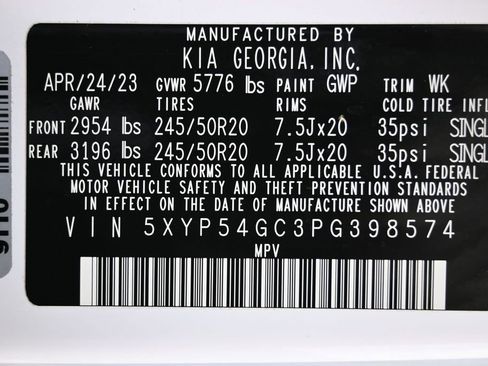 MANUFACTURED BY
KIA GEORGIA, INC.
APR/24/23 GVWR 5776 lbs PAINT GWP TRIM WK
GAWR TIRES RIMS COLD TIRE INFL
FRONT 2954 lbs 245/50R20 7.5Jx20 35psi SINGL
REAR 3196 lbs 245/50R20 7.5Jx20 35psi SINGL
THIS VEHICLE CONFORMS TO ALL APPLICABLE U.S.A. FEDERAL
MOTOR VEHICLE SAFETY AND THEFT PREVENTION STANDARDS
IN EFFECT ON THE DATE OF MANUFACTURE SHOWN ABOVE.
VIN 5XYP54GC3PG398574
MPV